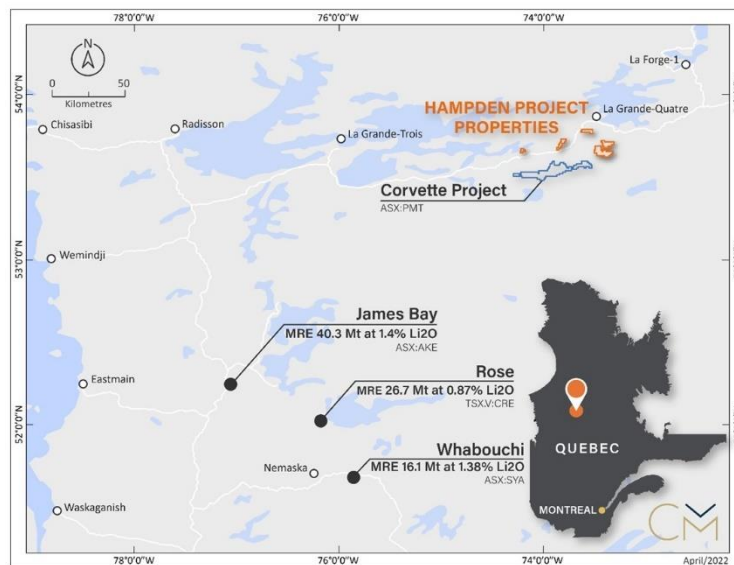 78°0'0"W
76°0'0"W
74°0'0"W
N
0 50
Kilometres
54°0'0"N
54°0'0"N
La Forge-1
HAMPDEN PROJECT
PROPERTIES
La Grande-Quatre
Chisasibi
Radisson
La Grande-Trois
Corvette Project
ASX:PMT
Wemindji
53°0'0"N
James Bay
MRE 40.3 Mt at 1.4% Li2O
ASX:AKE
Eastmain
Rose
MRE 26.7 Mt at 0.87% Li2O
TSX.V:CRE
52°0'0"N
Whabouchi
MRE 16.1 Mt at 1.38% Li2O
ASX:SYA
Nemaska
Waskaganish
QUEBEC
MONTREAL
CM
78°0'0"W
76°0'0"W
74°0'0"W
April/2022